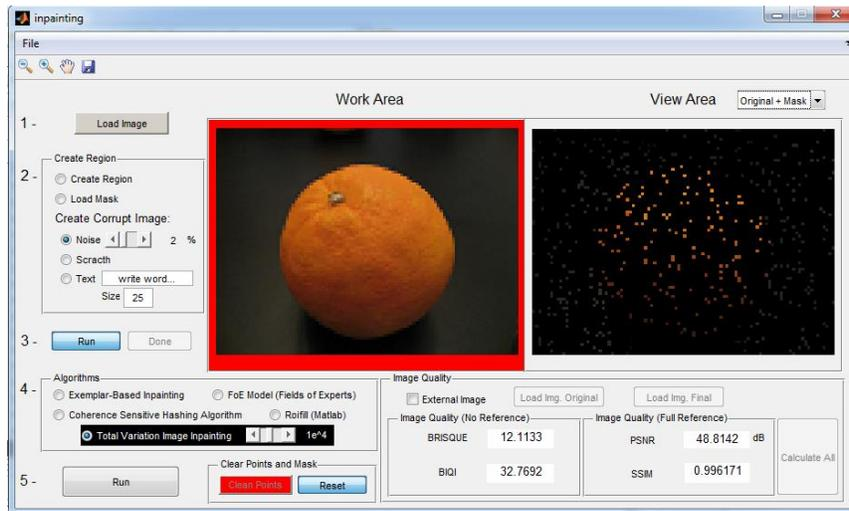 inpainting
File
Work Area
View Area
Original + Mask
1 -
Load Image
Create Region
2 -
Create Region
Load Mask
Create Corrupt Image:
Noise
2 %
Scracth
Text
write word...
Size
25
3 -
Run
Done
Algorithms
4 -
Exemplar-Based Inpainting
FoE Model (Fields of Experts)
Coherence Sensitive Hashing Algorithm
Roifill (Matlab)
Total Variation Image Inpainting
1e^4
5 -
Run
Clear Points and Mask
Clean Points
Reset
Image Quality
External Image
Load Img. Original
Load Img. Final
Image Quality (No Reference)
BRISQUE
12.1133
BIQI
32.7692
Image Quality (Full Reference)
PSNR
48.8142
dB
SSIM
0.996171
Calculate All